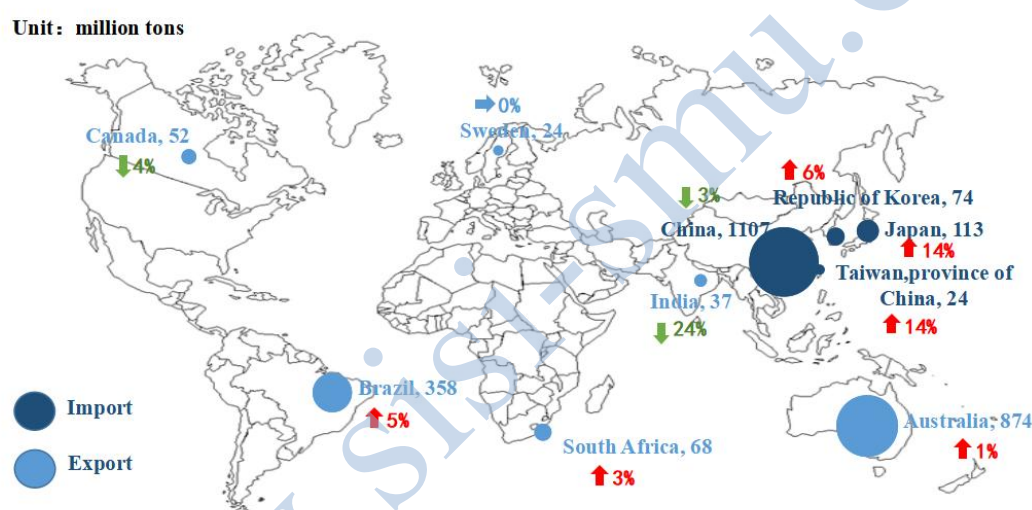 Unit：million tons
0%
Sweden, 24
Canada, 52
4%
6%
3%
Republic of Korea, 74
China, 1107
Japan, 113
14%
Taiwan,province of
China, 24
14%
India, 37
24%
Brazil, 358
5%
Import
Australia, 874
1%
South Africa, 68
3%
Export
sisi-smu.